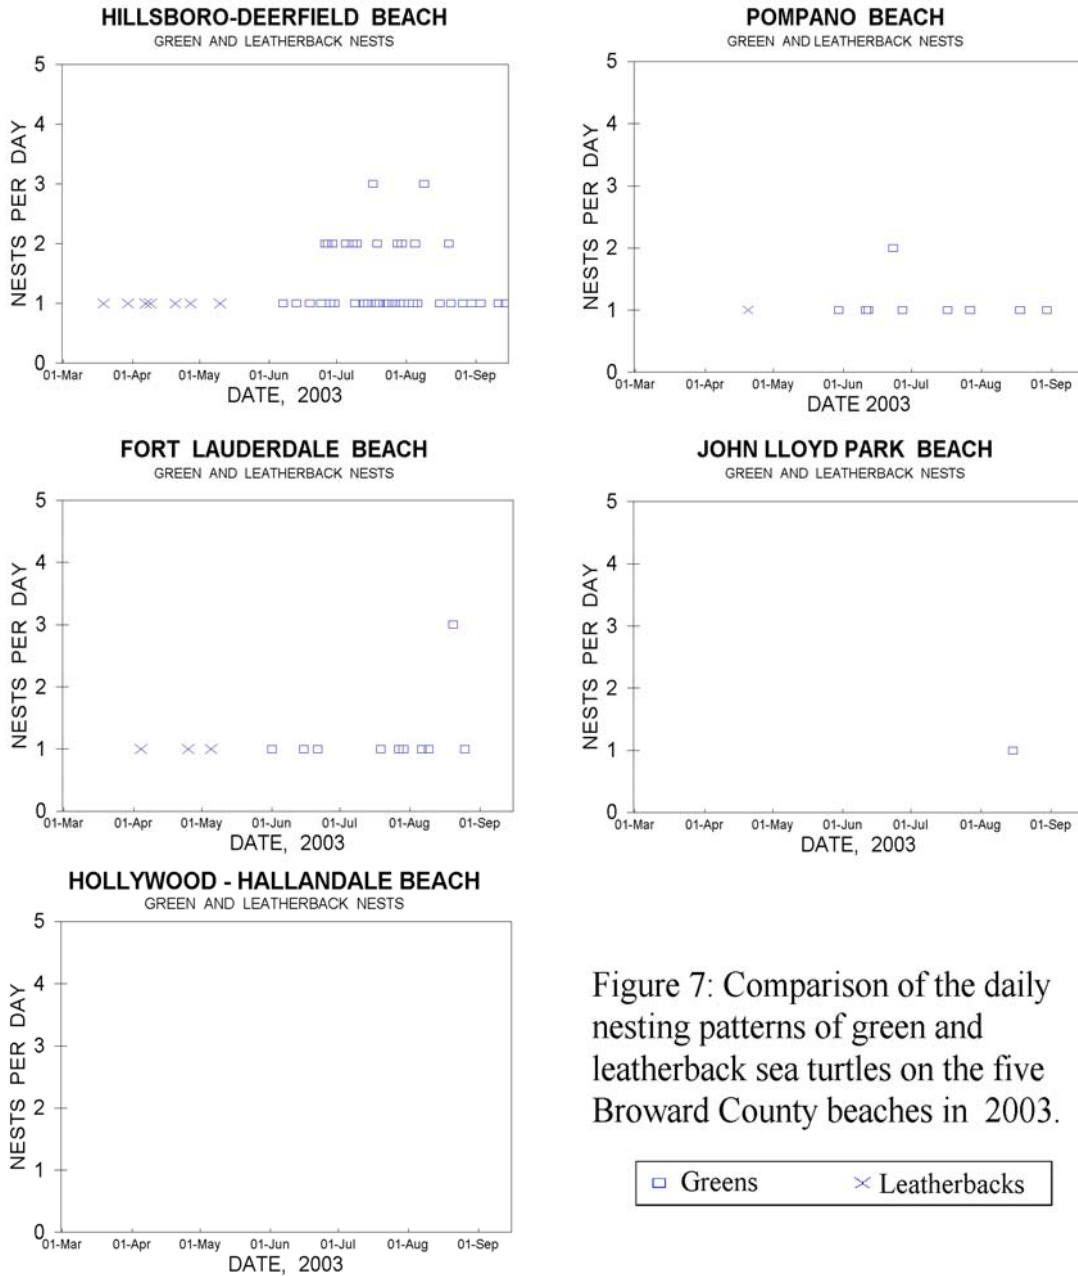 HILLSBORO-DEERFIELD BEACH
GREEN AND LEATHERBACK NESTS
5
4
3
2
1
0
NESTS PER DAY
01-Mar 01-Apr 01-May 01-Jun 01-Jul 01-Aug 01-Sep
DATE, 2003
POMPANO BEACH
GREEN AND LEATHERBACK NESTS
5
4
3
2
1
0
NESTS PER DAY
01-Mar 01-Apr 01-May 01-Jun 01-Jul 01-Aug 01-Sep
DATE 2003
FORT LAUDERDALE BEACH
GREEN AND LEATHERBACK NESTS
5
4
3
2
1
0
NESTS PER DAY
01-Mar 01-Apr 01-May 01-Jun 01-Jul 01-Aug 01-Sep
DATE, 2003
JOHN LLOYD PARK BEACH
GREEN AND LEATHERBACK NESTS
5
4
3
2
1
0
NESTS PER DAY
01-Mar 01-Apr 01-May 01-Jun 01-Jul 01-Aug 01-Sep
DATE, 2003
HOLLYWOOD - HALLANDALE BEACH
GREEN AND LEATHERBACK NESTS
5
4
3
2
1
0
NESTS PER DAY
01-Mar 01-Apr 01-May 01-Jun 01-Jul 01-Aug 01-Sep
DATE, 2003
Figure 7: Comparison of the daily
nesting patterns of green and
leatherback sea turtles on the five
Broward County beaches in 2003.
Greens Leatherbacks